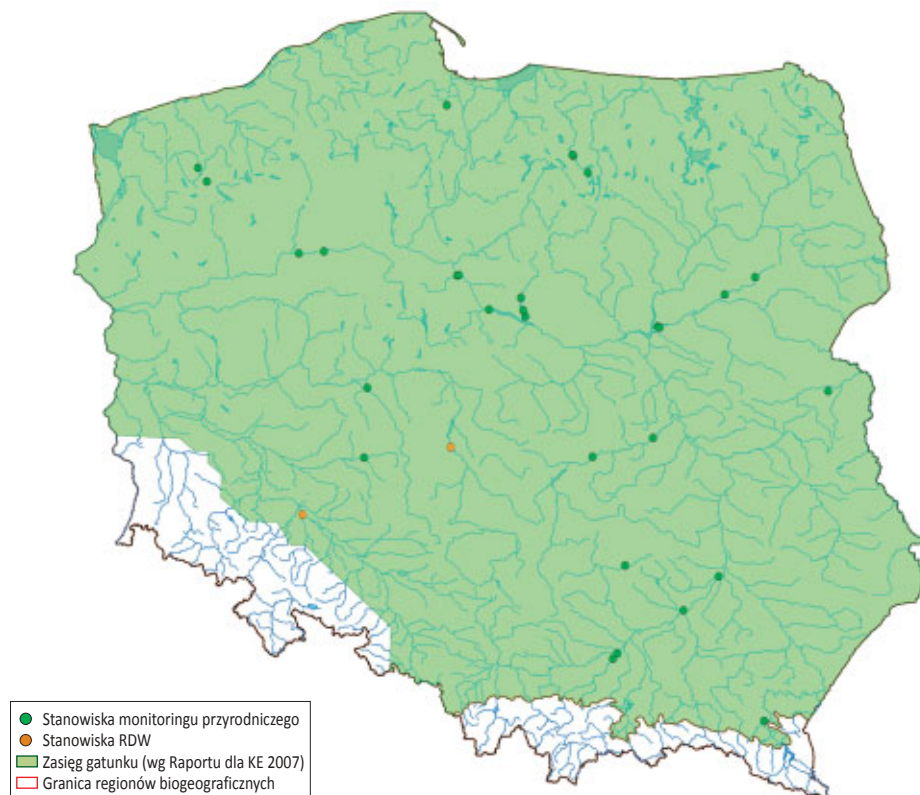 Stanowiska monitoringu przyrodniczego
Stanowiska RDW
Zasięg gatunku (wg Raportu dla KE 2007)
Granica regionów biogeograficznych